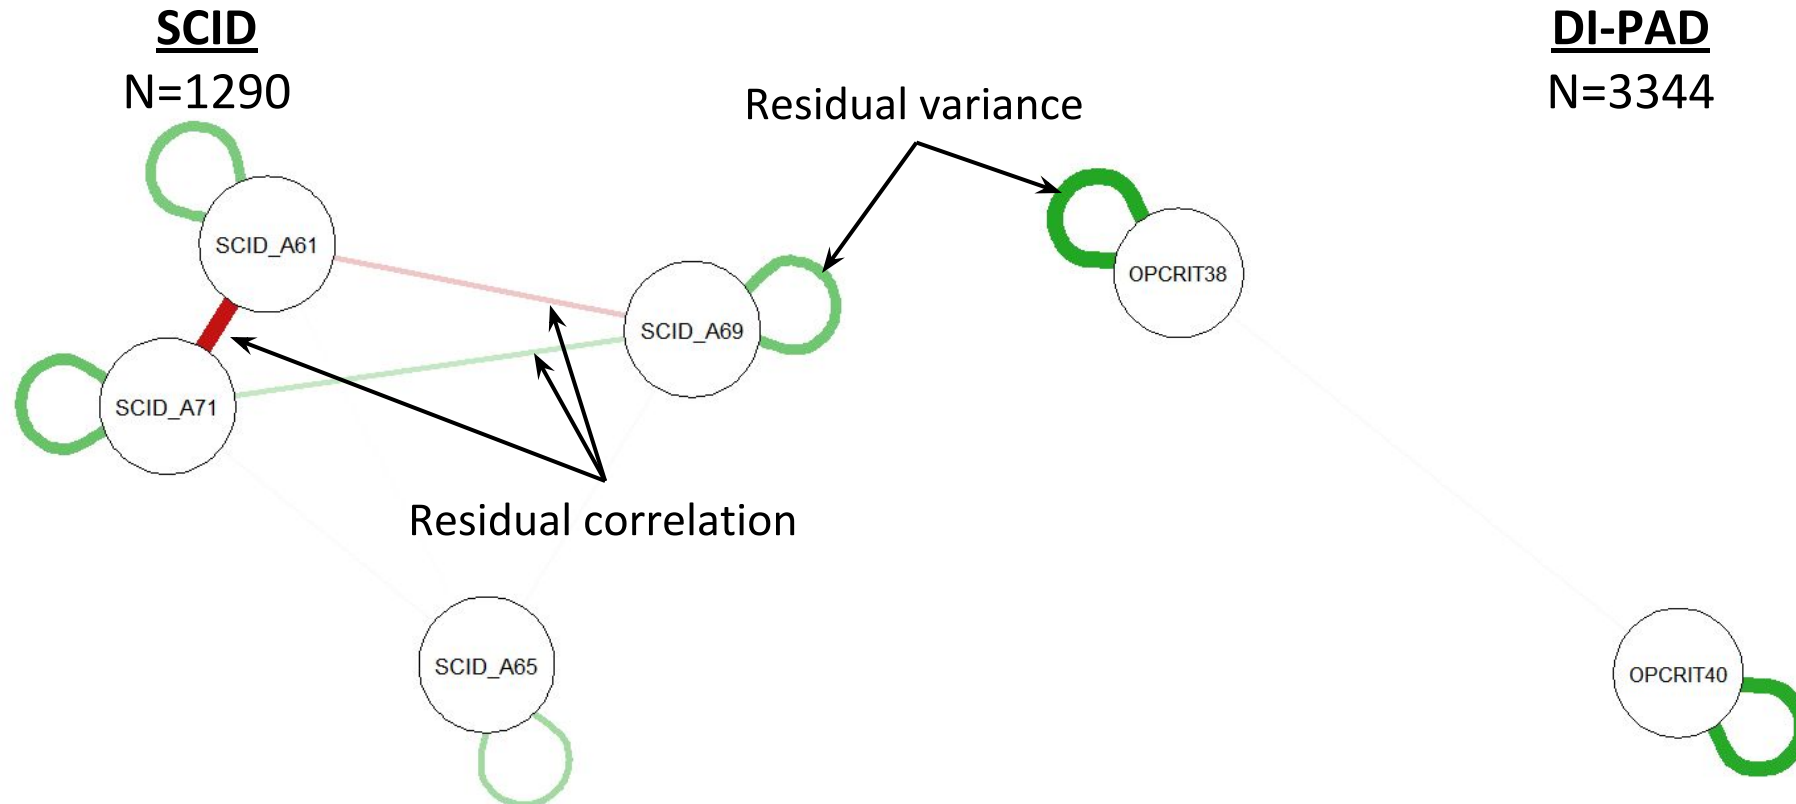 SCID
N=1290
DI-PAD
N=3344
Residual variance
SCID_A61
SCID_A69
OPCRIT38
SCID_A71
Residual correlation
SCID_A65
OPCRIT40